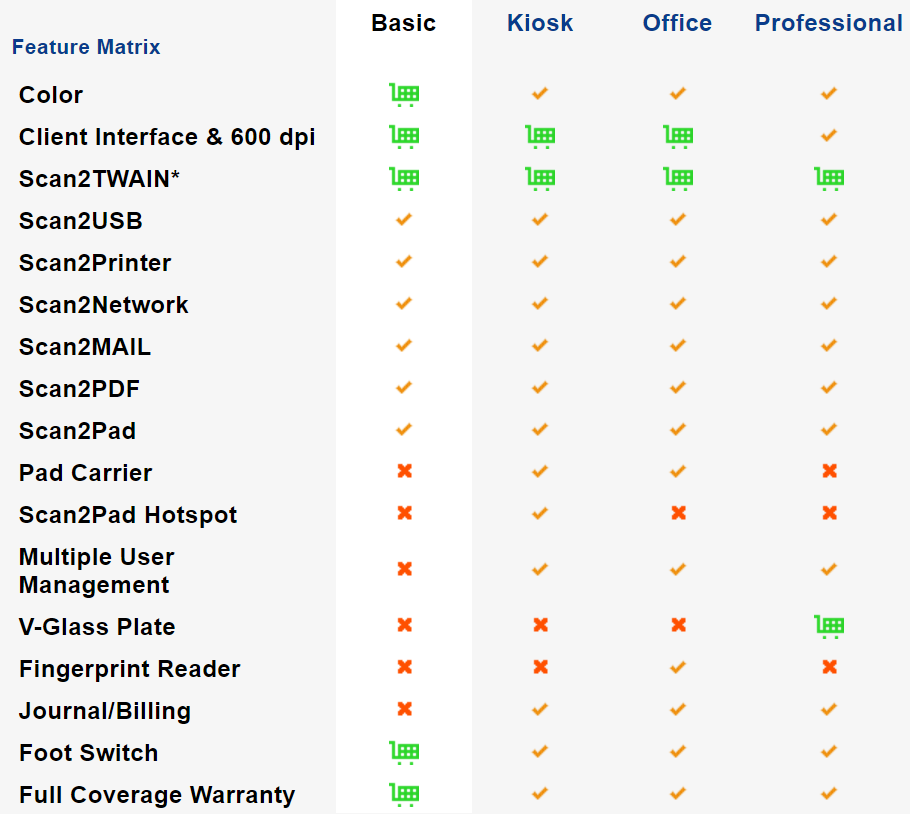 Basic Kiosk Office Professional
Feature Matrix
Color
Client Interface & 600 dpi
Scan2TWAIN*
Scan2USB
Scan2Printer
Scan2Network
Scan2MAIL
Scan2PDF
Scan2Pad
Pad Carrier
Scan2Pad Hotspot
Multiple User
Management
V-Glass Plate
Fingerprint Reader
Journal/Billing
Foot Switch
Full Coverage Warranty